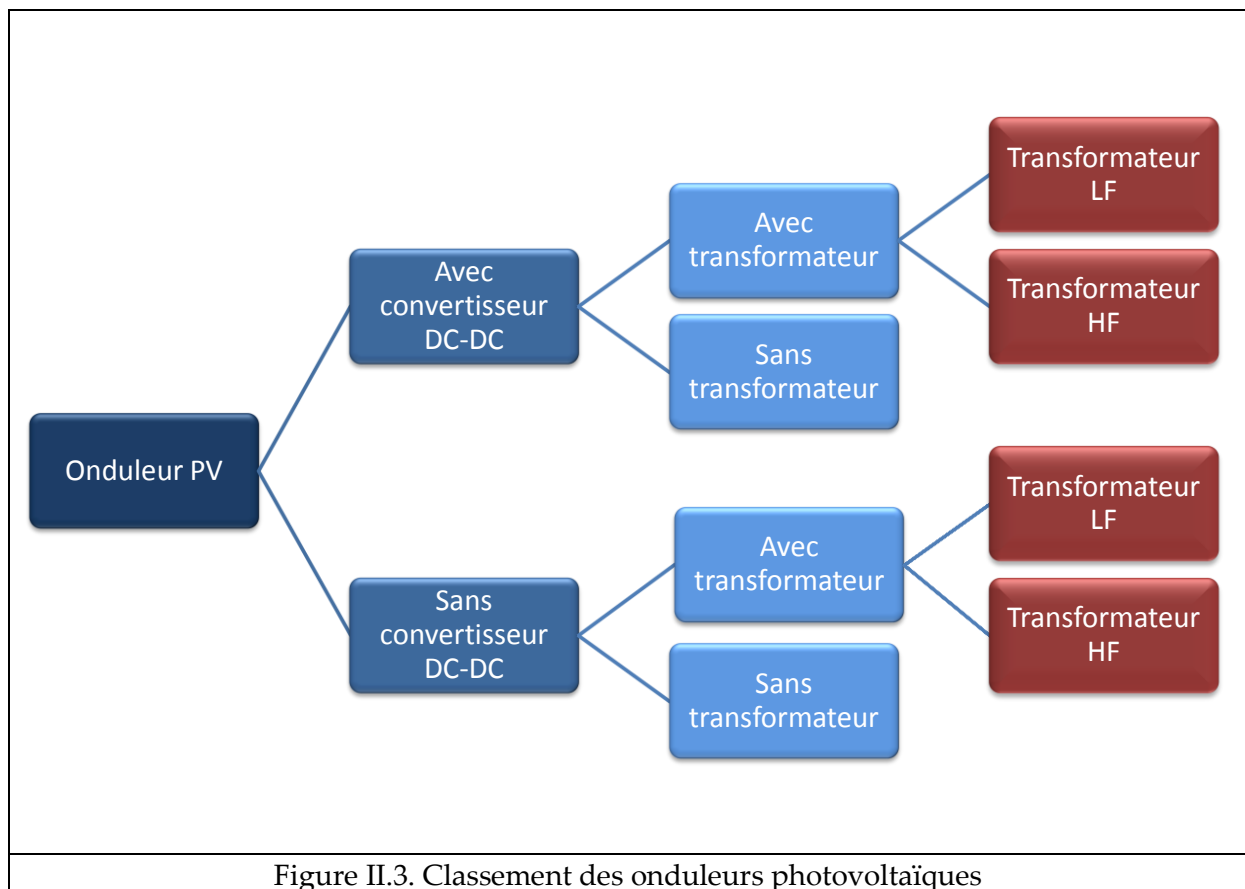 Onduleur PV
Avec
convertisseur
DC-DC
Avec
transformateur
Transformateur
LF
Transformateur
HF
Sans
transformateur
Sans
convertisseur
DC-DC
Avec
transformateur
Transformateur
LF
Transformateur
HF
Sans
transformateur
Figure II.3. Classement des onduleurs photovoltaïques